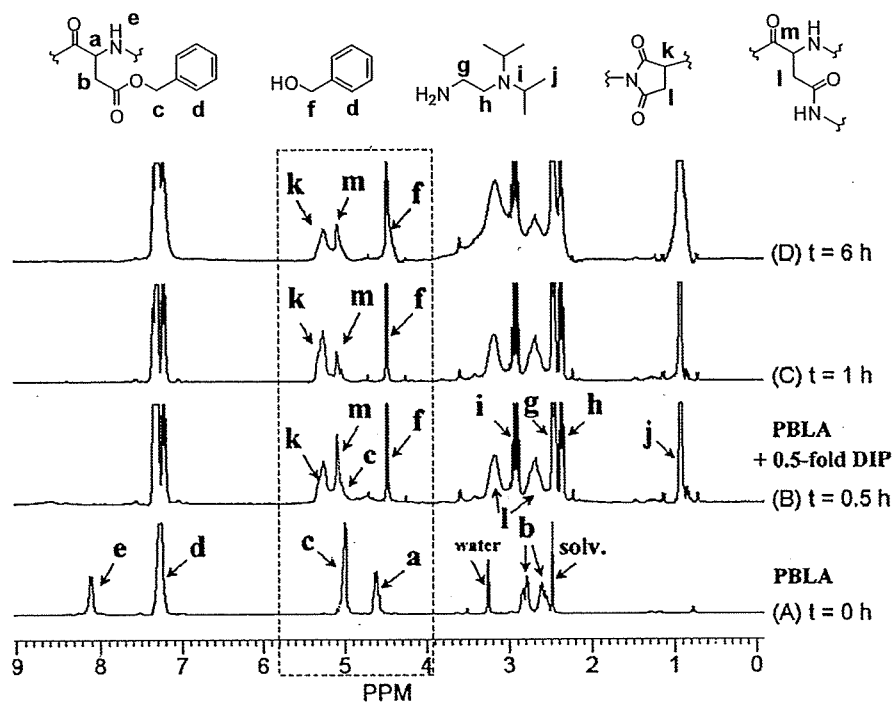 O H e
a N
b O
O c d
HO
f d
g N i j
H₂N h
O k
N
O l
m
O H
N
l O
HN
k m f
(D) t = 6 h
k m f
(C) t = 1 h
k m c f i g h j
l
PBLA
+ 0.5-fold DIP
(B) t = 0.5 h
e d c a water b solv.
PBLA
(A) t = 0 h
9 8 7 6 5 4 3 2 1 0
PPM